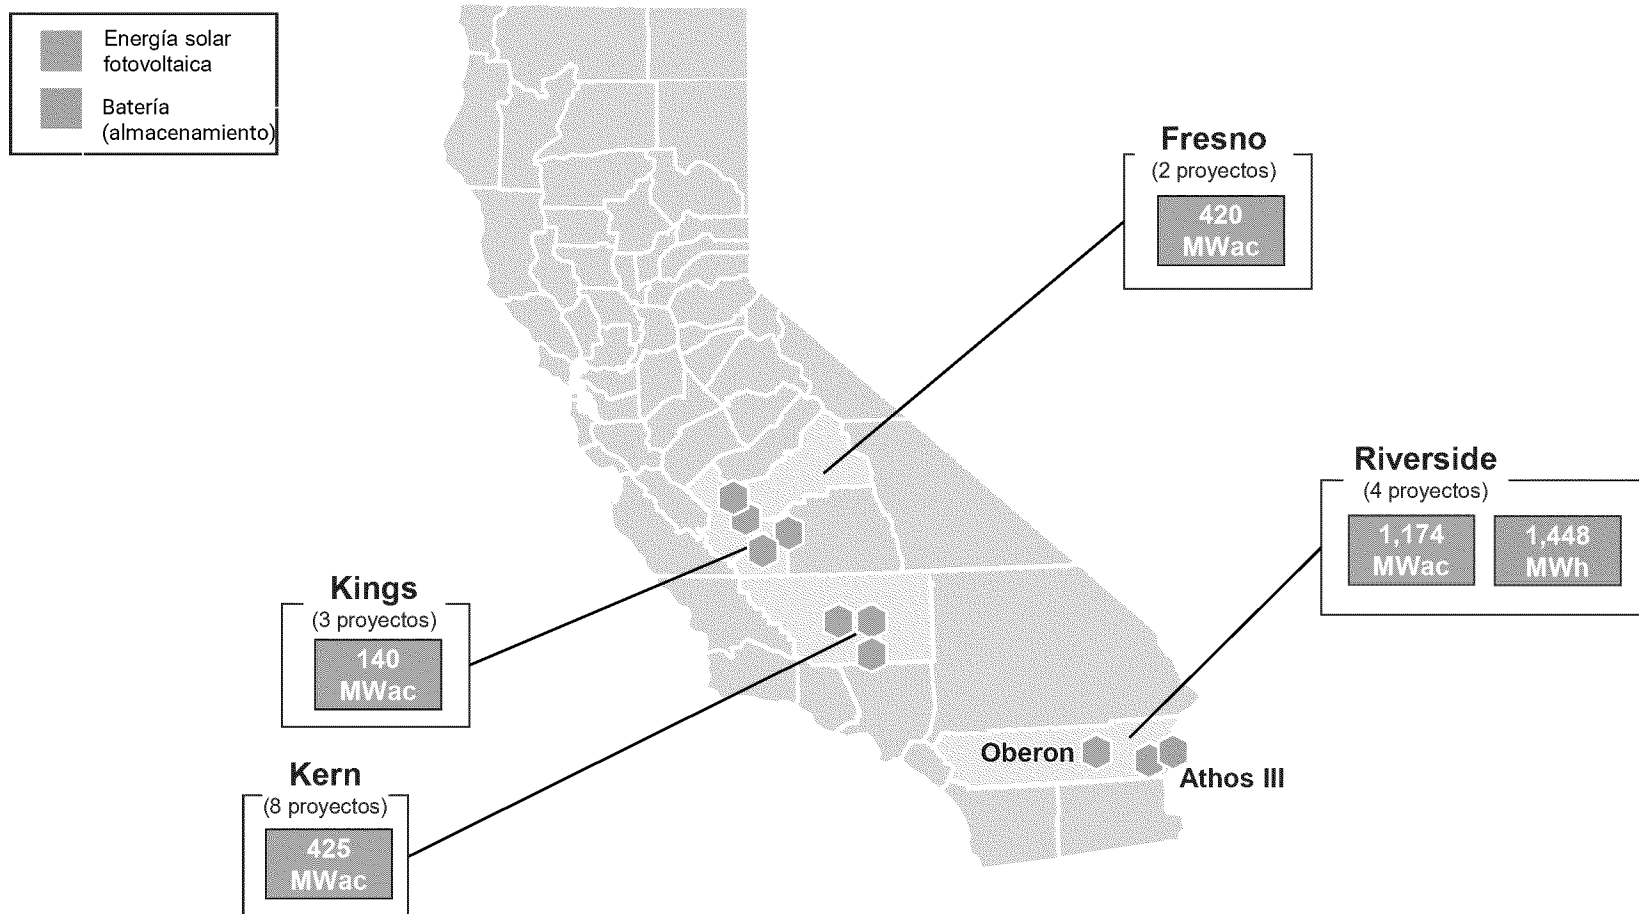 Energía solar
fotovoltaica
Batería
(almacenamiento)
Fresno
(2 proyectos)
420
MWac
Riverside
(4 proyectos)
1,174
MWac
1,448
MWh
Kings
(3 proyectos)
140
MWac
Kern
(8 proyectos)
425
MWac
Oberon
Athos III